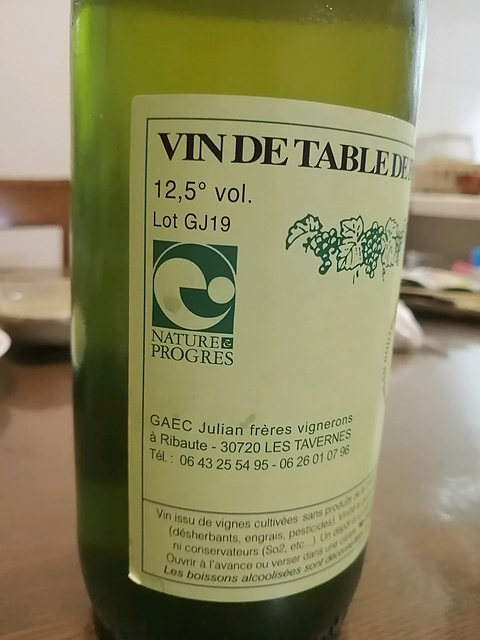 VIN DE TABLE DE
12,5° vol.
Lot GJ19
NATURE &
PROGRES
GAEC Julian frères vignerons
à Ribaute - 30720 LES TAVERNES
Tél.: 06 43 25 54 95 - 06 26 01 07 96
Vin issu de vignes cultivées sans produits de
(désherbants, engrais, pesticides).
ni conservateurs (So2, etc...) Un dépôt
Ouvrir à l'avance ou verser dans une
Les boissons alcoolisées sont